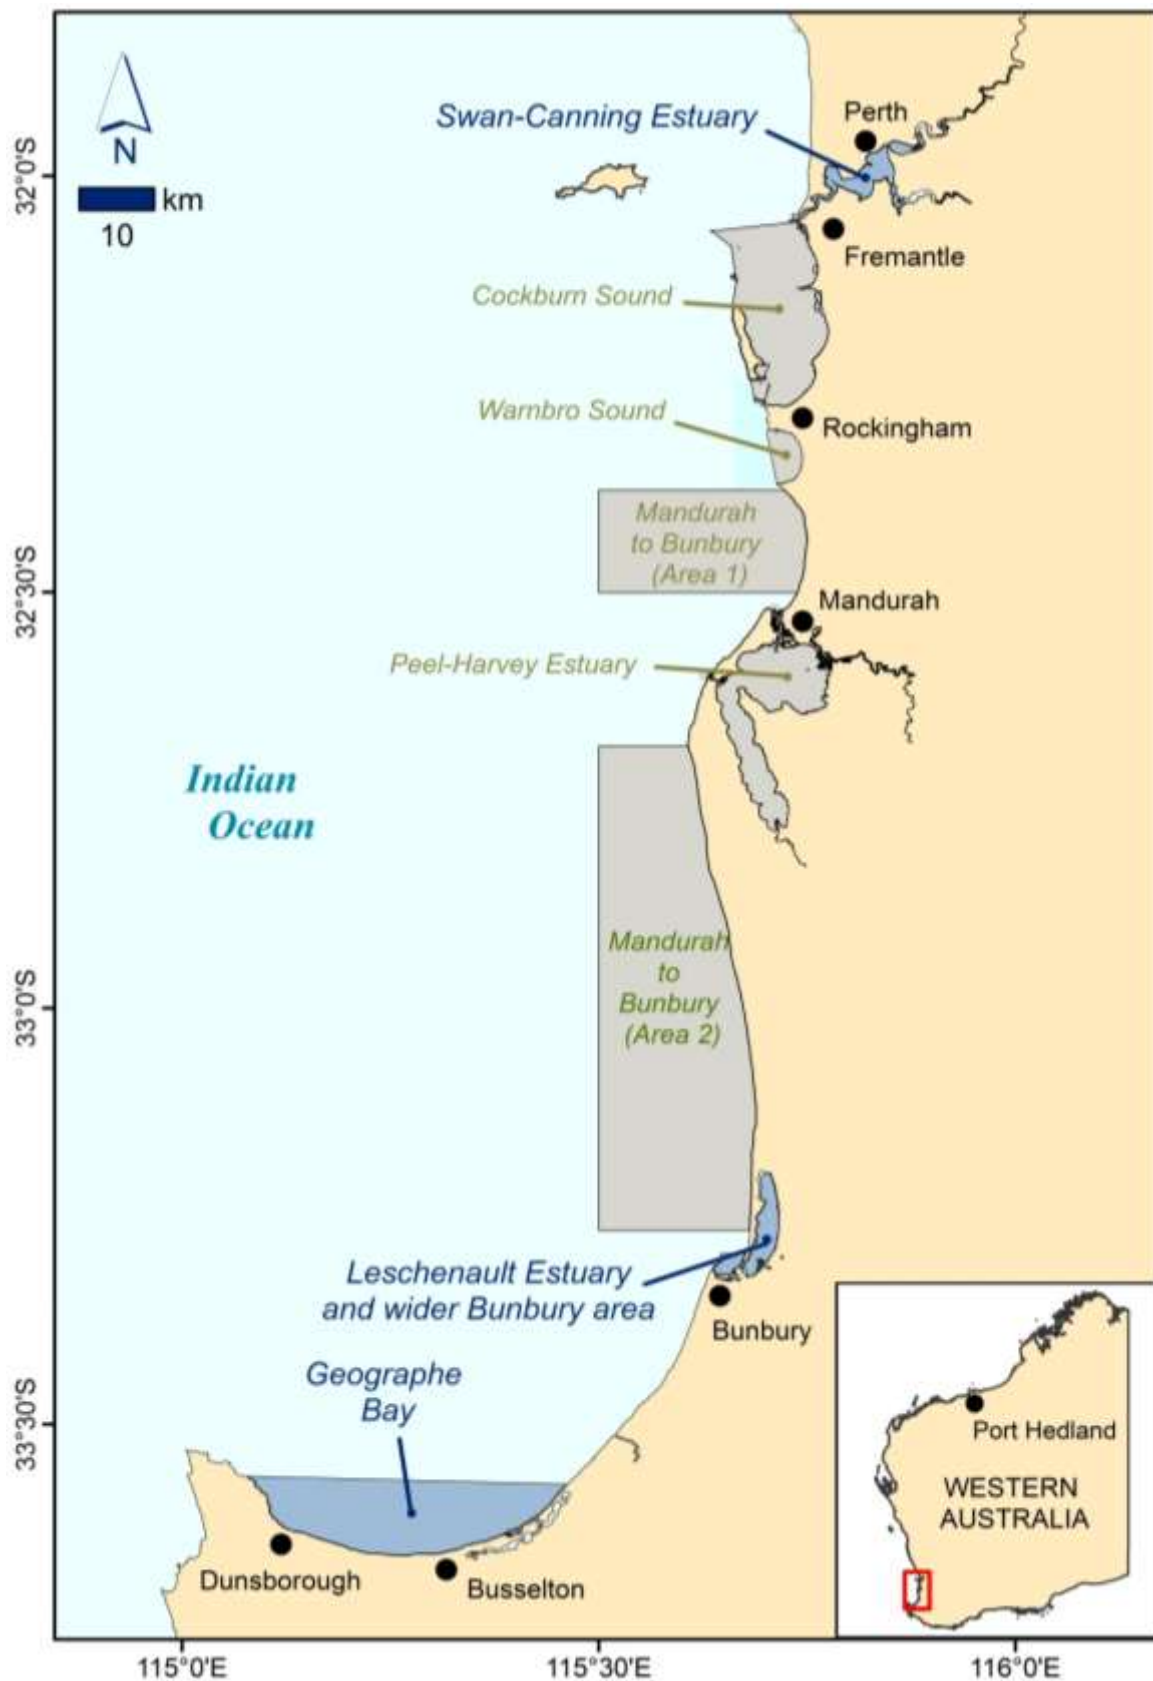 Swan-Canning Estuary
Perth
N
32°0'S
km
10
Fremantle
Cockburn Sound
Warnbro Sound
Rockingham
Mandurah
to Bunbury
(Area 1)
32°30'S
Mandurah
Peel-Harvey Estuary
Indian
Ocean
Mandurah
to
Bunbury
(Area 2)
33°0'S
Leschenault Estuary
and wider Bunbury area
Bunbury
Geographe
Bay
33°30'S
Port Hedland
WESTERN
AUSTRALIA
Dunsborough
Busselton
115°0'E
115°30'E
116°0'E